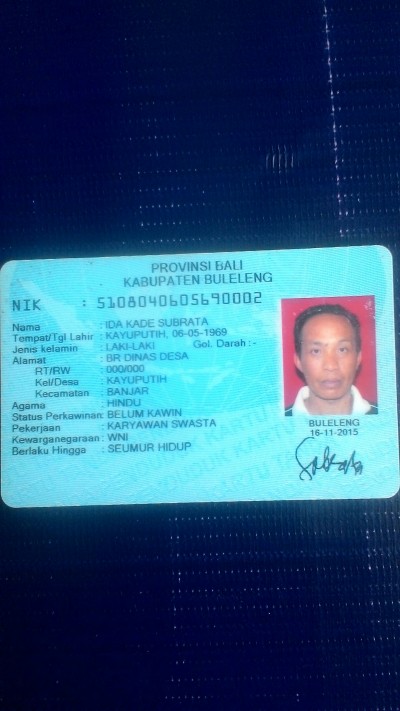 PROVINSI BALI
KABUPATEN BULELENG
NIK : 5108040605690002
Nama : IDA KADE SUBRATA
Tempat/Tgl Lahir : KAYUPUTIH, 06-05-1969
Jenis kelamin : LAKI-LAKI Gol. Darah : -
Alamat : BR DINAS DESA
RT/RW : 000/000
Kel/Desa : KAYUPUTIH
Kecamatan : BANJAR
Agama : HINDU
Status Perkawinan: BELUM KAWIN
Pekerjaan : KARYAWAN SWASTA
Kewarganegaraan: WNI
Berlaku Hingga : SEUMUR HIDUP
BULELENG
16-11-2015